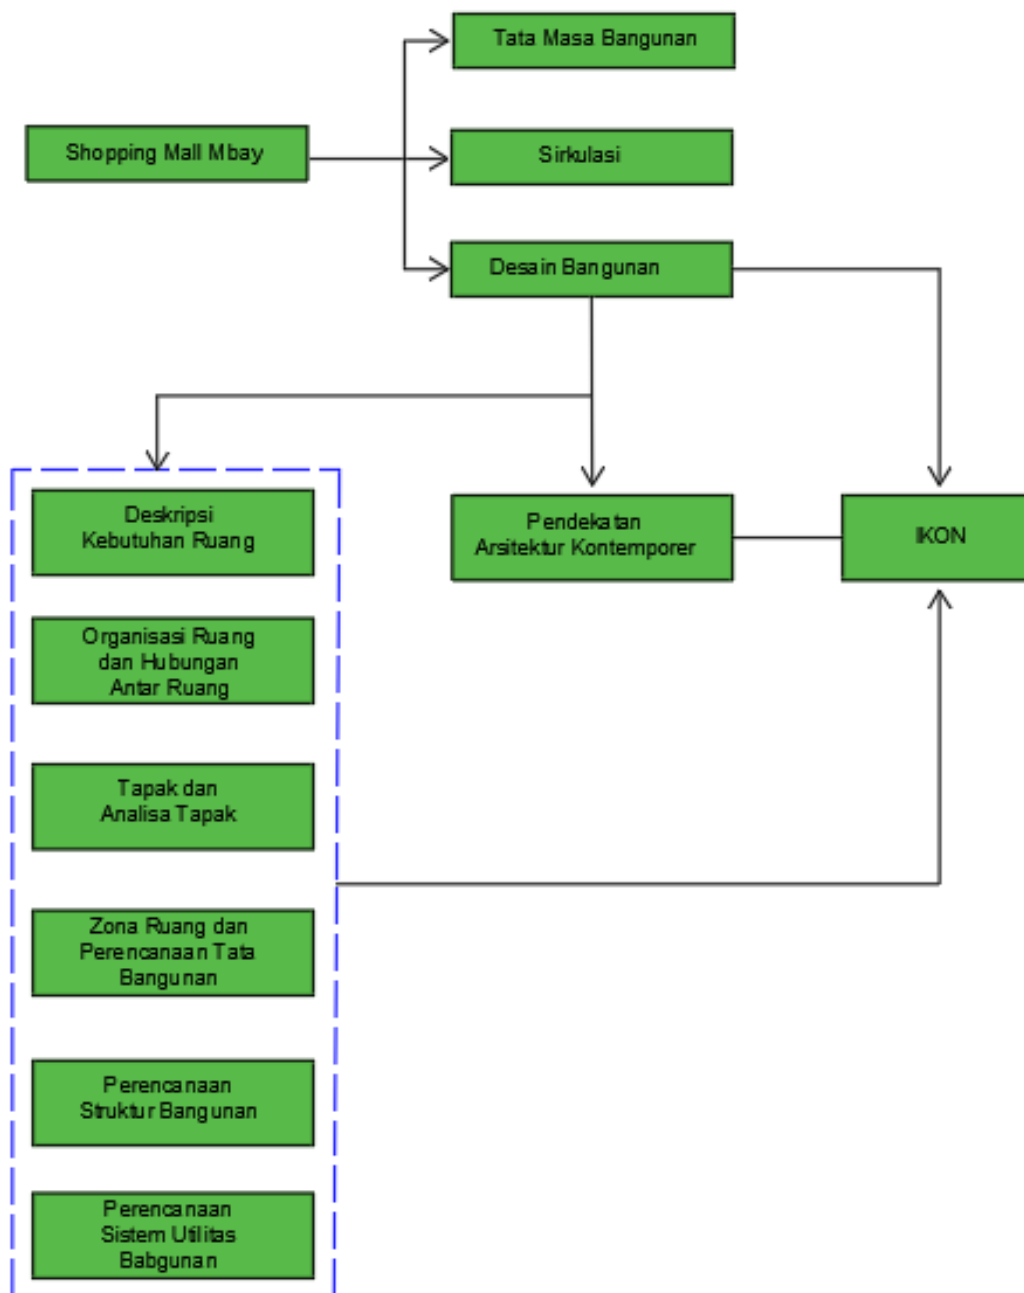 Tata Masa Bangunan
Shopping Mall Mbay
Sirkulasi
Desain Bangunan
Deskripsi
Kebutuhan Ruang
Pendekatan
Arsitektur Kontemporer
IKON
Organisasi Ruang
dan Hubungan
Antar Ruang
Tapak dan
Analisa Tapak
Zona Ruang dan
Perencanaan Tata
Bangunan
Perencanaan
Struktur Bangunan
Perencanaan
Sistem Utilitas
Babgunan